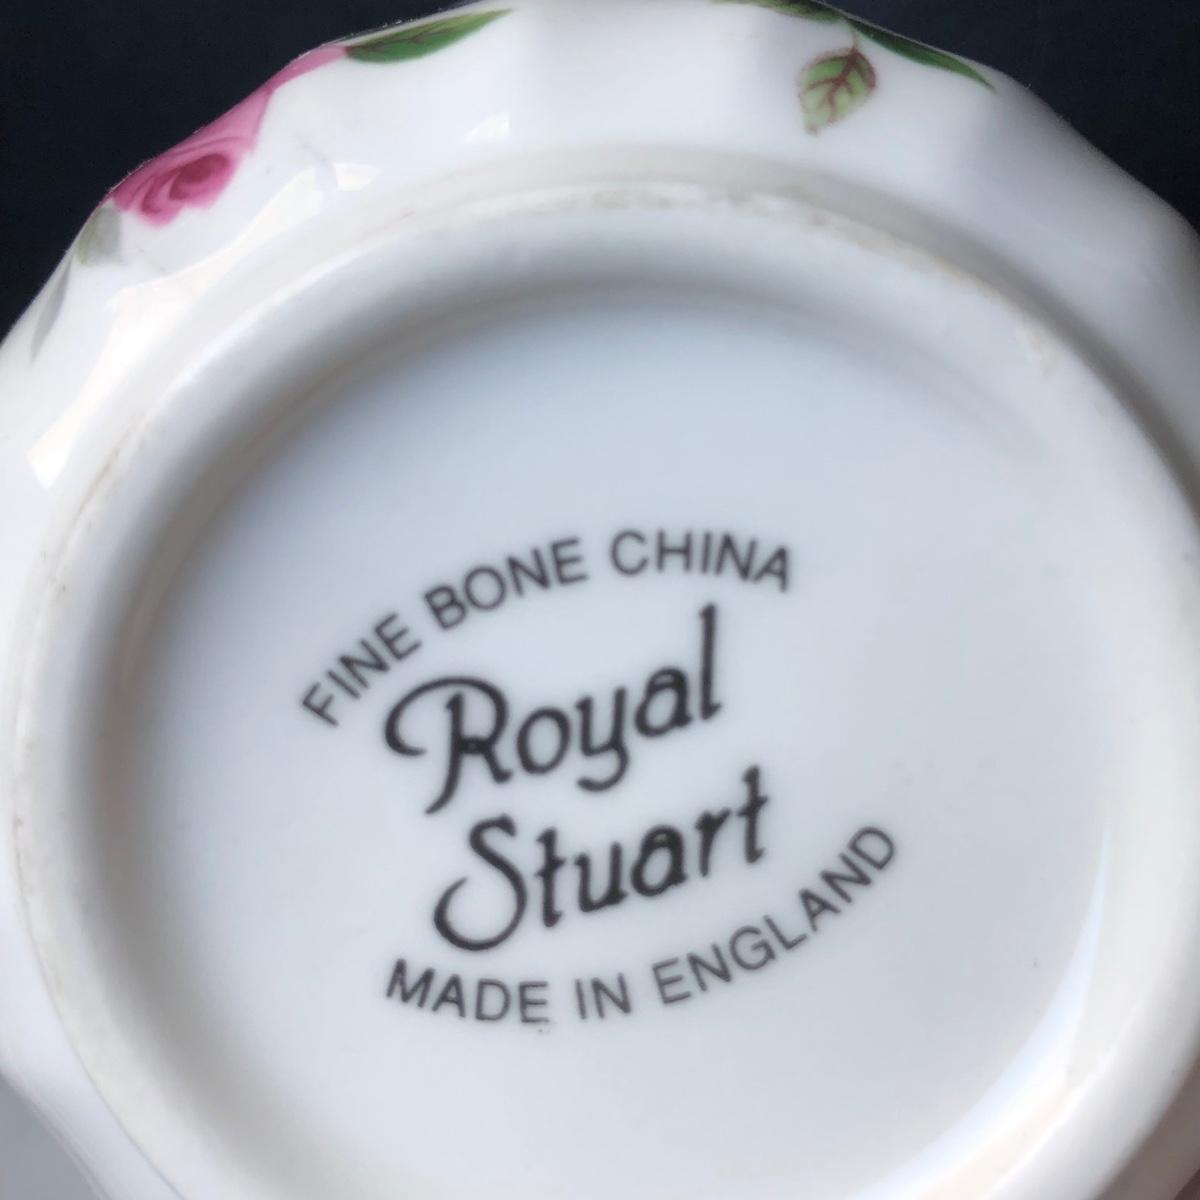 FINE BONE CHINA
Royal
Stuart
MADE IN ENGLAND